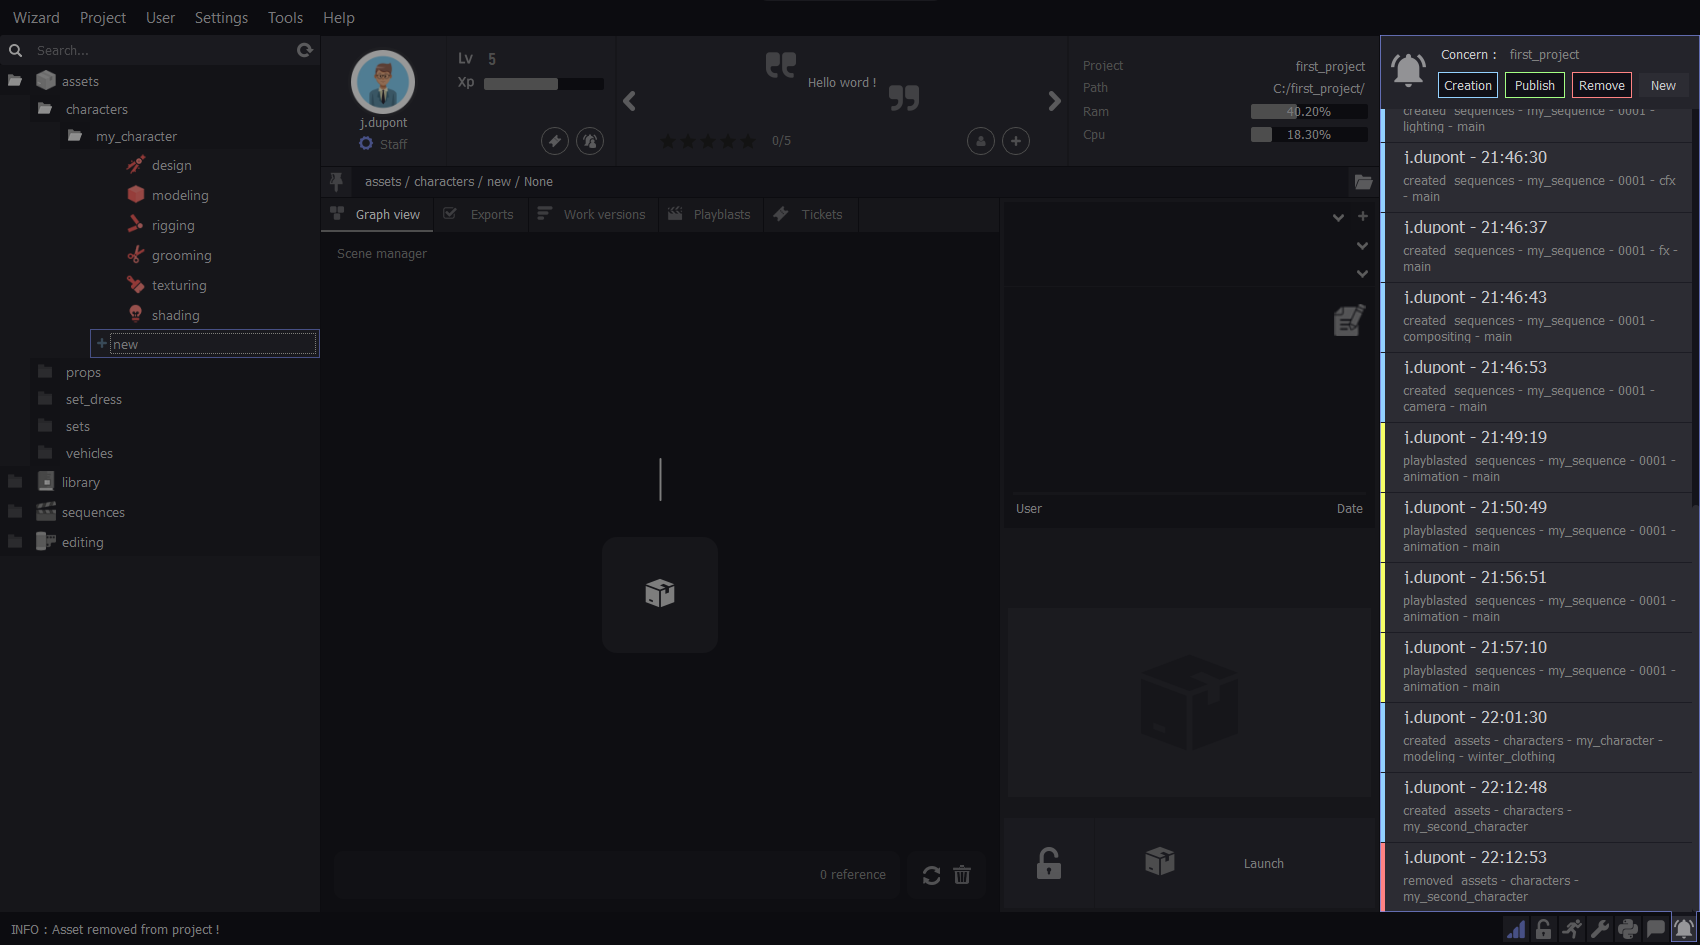 Wizard Project User Settings Tools Help
Search...
assets
characters
my_character
design
modeling
rigging
grooming
texturing
shading
+ new
props
set_dress
sets
vehicles
library
sequences
editing
j.dupont
Staff
Lv 5
Xp
Hello word !
0/5
Project first_project
Path C:/first_project/
Ram 40.20%
Cpu 18.30%
assets / characters / new / None
Graph view Exports Work versions Playblasts Tickets
Scene manager
0 reference
User Date
Launch
Concern : first_project
Creation Publish Remove New
created sequences - my_sequence - 0001 -
lighting - main
j.dupont - 21:46:30
created sequences - my_sequence - 0001 - cfx
- main
j.dupont - 21:46:37
created sequences - my_sequence - 0001 - fx -
main
j.dupont - 21:46:43
created sequences - my_sequence - 0001 -
compositing - main
j.dupont - 21:46:53
created sequences - my_sequence - 0001 -
camera - main
j.dupont - 21:49:19
playblasted sequences - my_sequence - 0001 -
animation - main
j.dupont - 21:50:49
playblasted sequences - my_sequence - 0001 -
animation - main
j.dupont - 21:56:51
playblasted sequences - my_sequence - 0001 -
animation - main
j.dupont - 21:57:10
playblasted sequences - my_sequence - 0001 -
animation - main
j.dupont - 22:01:30
created assets - characters - my_character -
modeling - winter_clothing
j.dupont - 22:12:48
created assets - characters -
my_second_character
j.dupont - 22:12:53
removed assets - characters -
my_second_character
INFO : Asset removed from project !